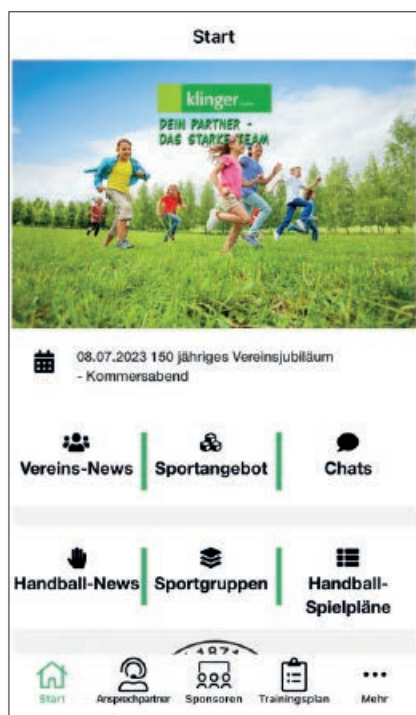 Start
klinger
DEIN PARTNER -
DAS STARKE TEAM
08.07.2023 150 jähriges Vereinsjubiläum
- Kommersabend
Vereins-News
Sportangebot
Chats
Handball-News
Sportgruppen
Handball-
Spielpläne
Start
Ansprechpartner
Sponsoren
Trainingsplan
Mehr